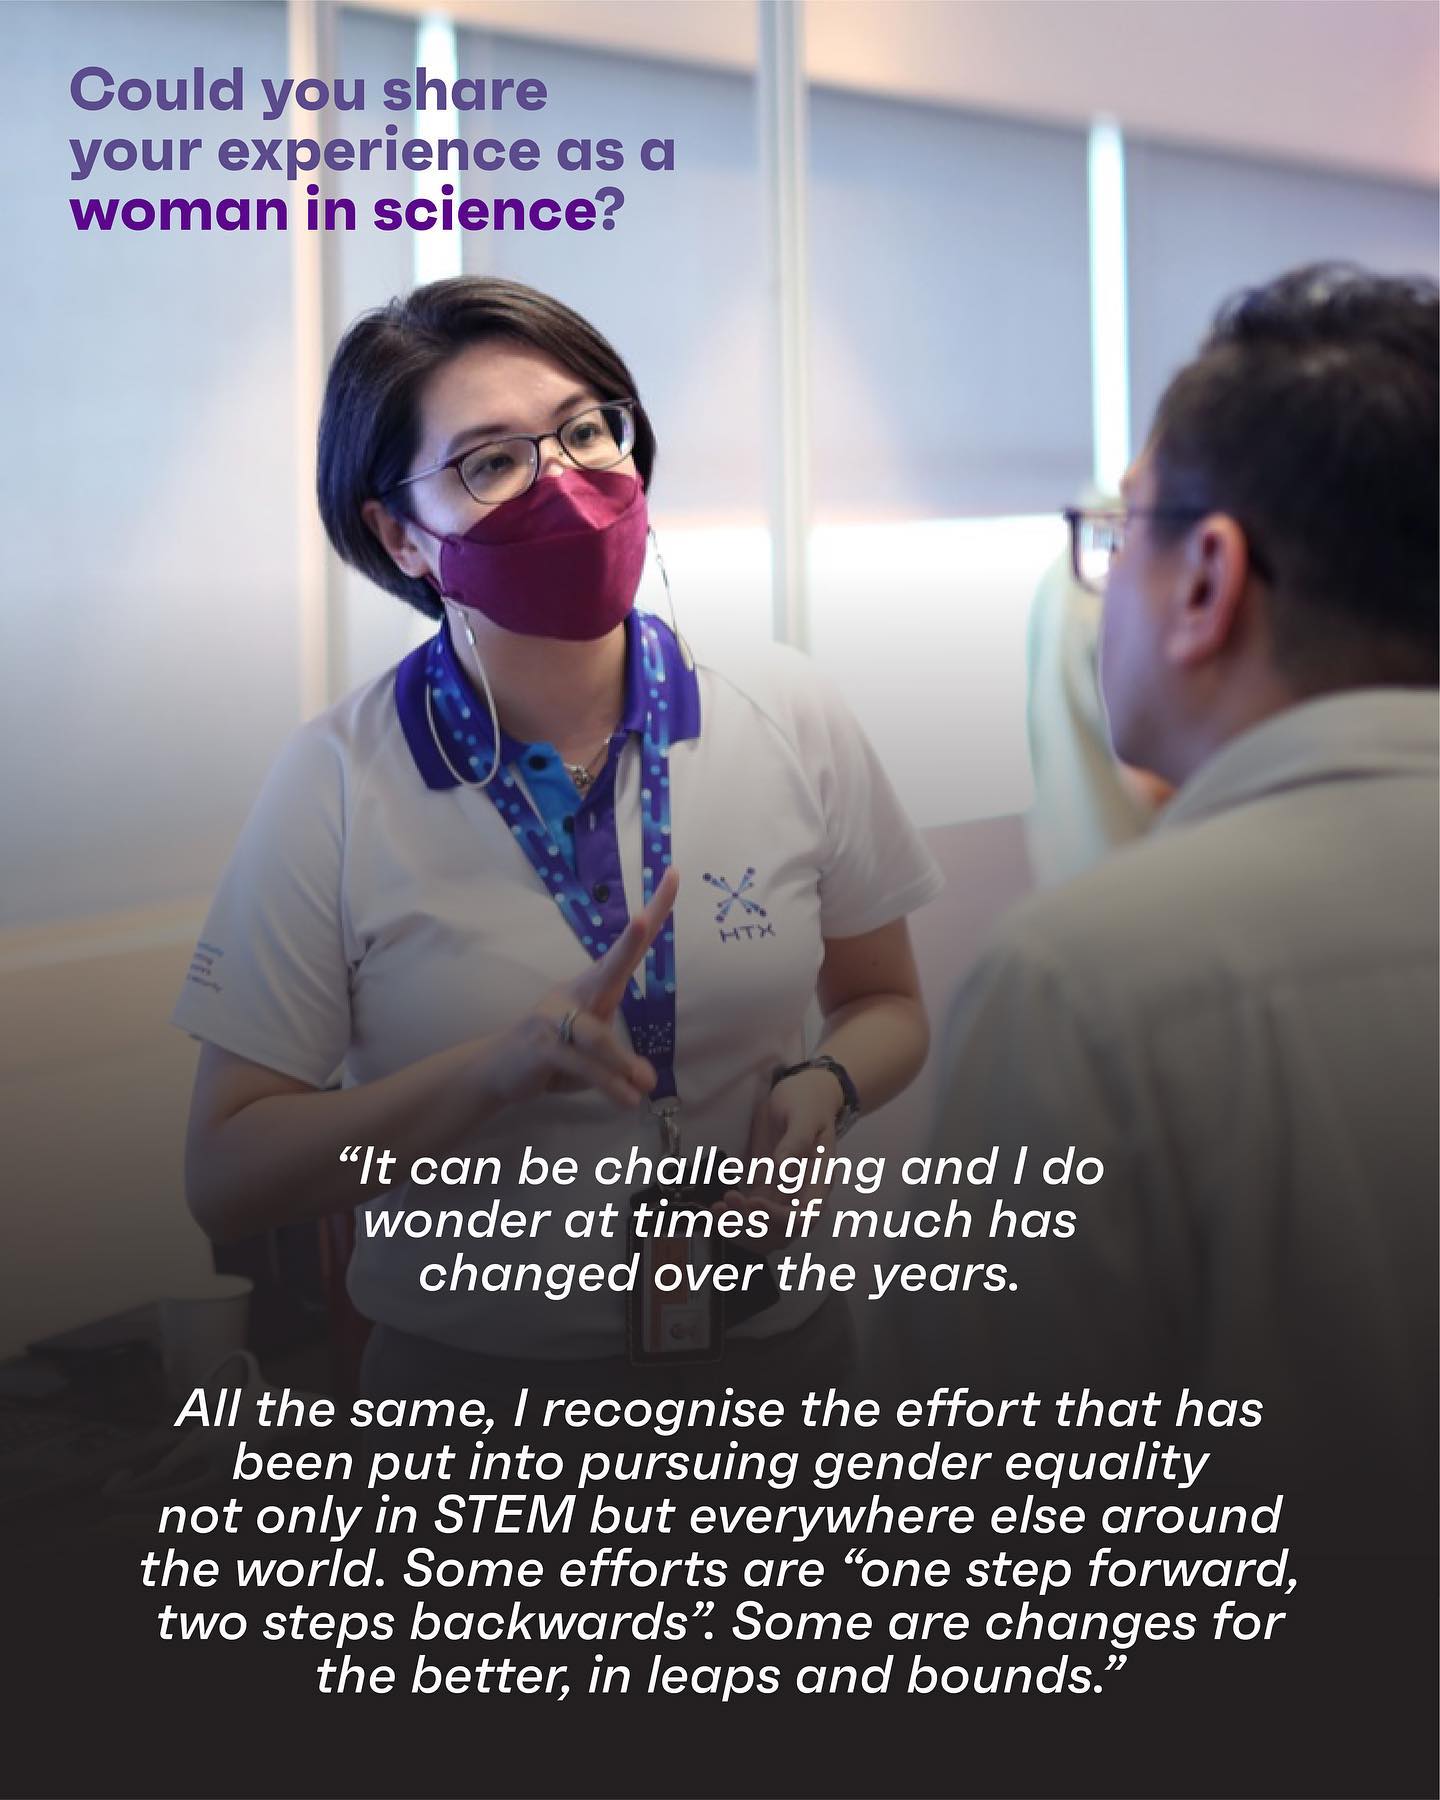 Could you share
your experience as a
woman in science?
HTX
HTX
“It can be challenging and I do
wonder at times if much has
changed over the years.
All the same, I recognise the effort that has
been put into pursuing gender equality
not only in STEM but everywhere else around
the world. Some efforts are “one step forward,
two steps backwards”. Some are changes for
the better, in leaps and bounds.”